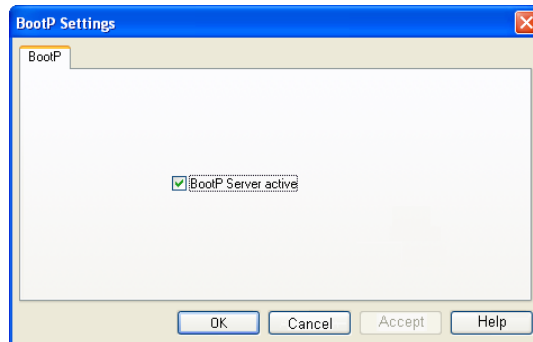 BootP Settings
BootP
BootP Server active
OK Cancel Accept Help